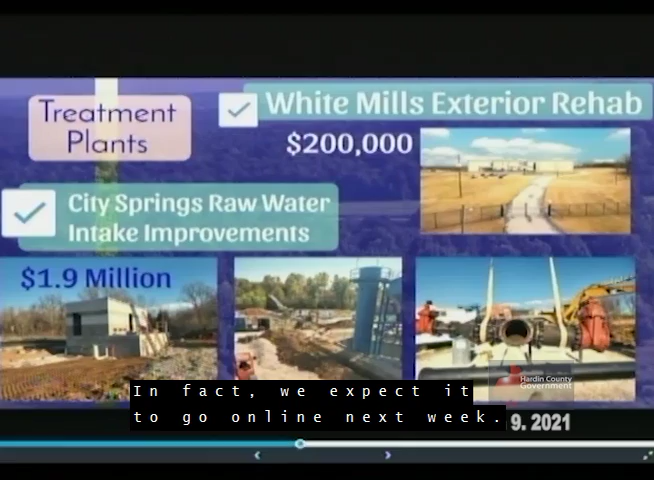 Treatment
Plants
White Mills Exterior Rehab
$200,000
City Springs Raw Water
Intake Improvements
$1.9 Million
Hardin County
Government
In fact, we expect it
to go online next week.
9. 2021